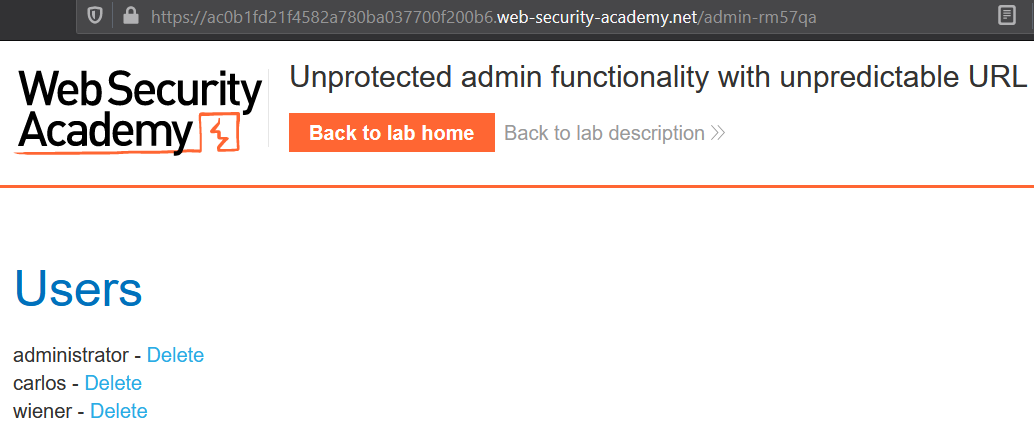 https://ac0b1fd21f4582a780ba037700f200b6.web-security-academy.net/admin-rm57qa
Web Security
Academy
Unprotected admin functionality with unpredictable URL
Back to lab home
Back to lab description
Users
administrator - Delete
carlos - Delete
wiener - Delete